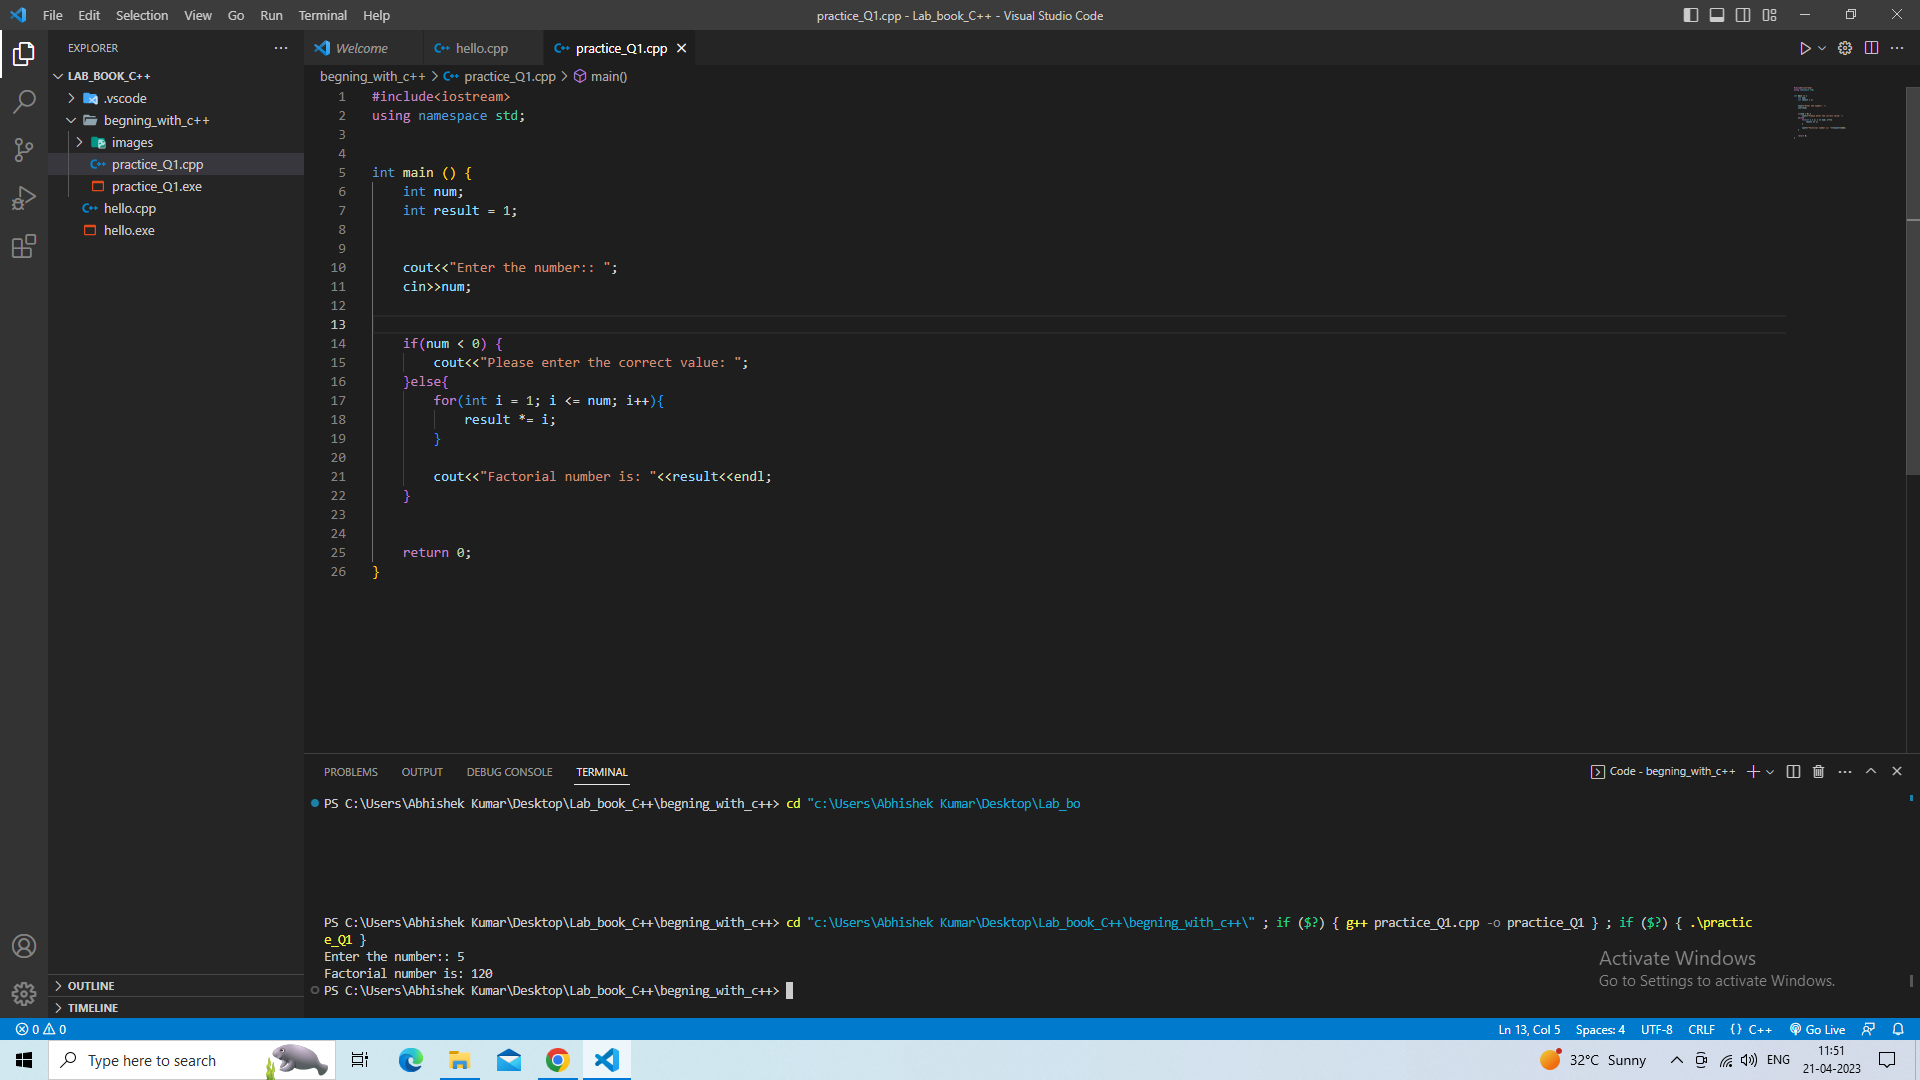 File Edit Selection View Go Run Terminal Help
practice_Q1.cpp - Lab_book_C++ - Visual Studio Code
EXPLORER
LAB_BOOK_C++
.vscode
begning_with_c++
images
practice_Q1.cpp
practice_Q1.exe
hello.cpp
hello.exe
OUTLINE
TIMELINE
Welcome hello.cpp practice_Q1.cpp
begning_with_c++ > practice_Q1.cpp > main()
1 #include<iostream>
2 using namespace std;
3
4
5 int main () {
6 int num;
7 int result = 1;
8
9
10 cout<<"Enter the number:: ";
11 cin>>num;
12
13
14 if(num < 0) {
15 cout<<"Please enter the correct value: ";
16 }else{
17 for(int i = 1; i <= num; i++){
18 result *= i;
19 }
20
21 cout<<"Factorial number is: "<<result<<endl;
22 }
23
24
25 return 0;
26 }
PROBLEMS OUTPUT DEBUG CONSOLE TERMINAL
Code - begning_with_c++
PS C:\Users\Abhishek Kumar\Desktop\Lab_book_C++\begning_with_c++> cd "c:\Users\Abhishek Kumar\Desktop\Lab_bo
PS C:\Users\Abhishek Kumar\Desktop\Lab_book_C++\begning_with_c++> cd "c:\Users\Abhishek Kumar\Desktop\Lab_book_C++\begning_with_c++\" ; if ($?) { g++ practice_Q1.cpp -o practice_Q1 } ; if ($?) { .\practic
e_Q1 }
Enter the number:: 5
Factorial number is: 120
PS C:\Users\Abhishek Kumar\Desktop\Lab_book_C++\begning_with_c++>
Activate Windows
Go to Settings to activate Windows.
0 0
Ln 13, Col 5 Spaces: 4 UTF-8 CRLF {} C++ Go Live
Type here to search
32°C Sunny
ENG
11:51
21-04-2023